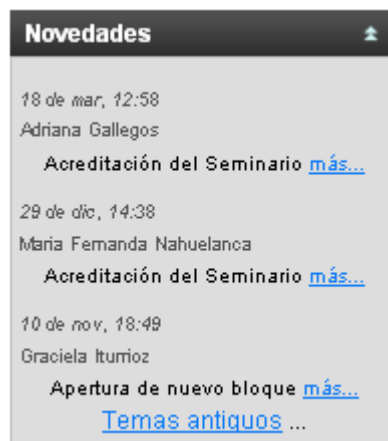 Novedades
18 de mar, 12:58
Adriana Gallegos
Acreditación del Seminario más...
29 de dic, 14:38
Maria Fernanda Nahuelanca
Acreditación del Seminario más...
10 de nov, 18:49
Graciela Iturrioz
Apertura de nuevo bloque más...
Temas antiguos ...